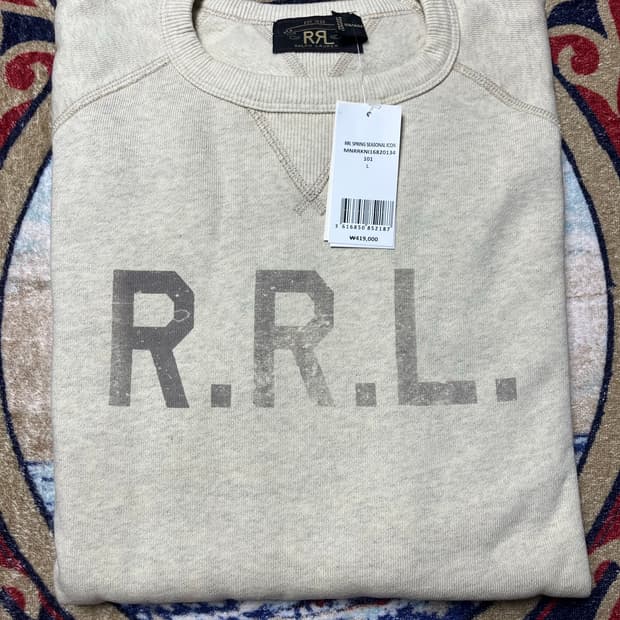 RRL
RALPH LAUREN
RRL SPRING SEASONAL ICON
MNRRKNI16820134
101
L
3 616850 852187
₩419,000
R.R.L.